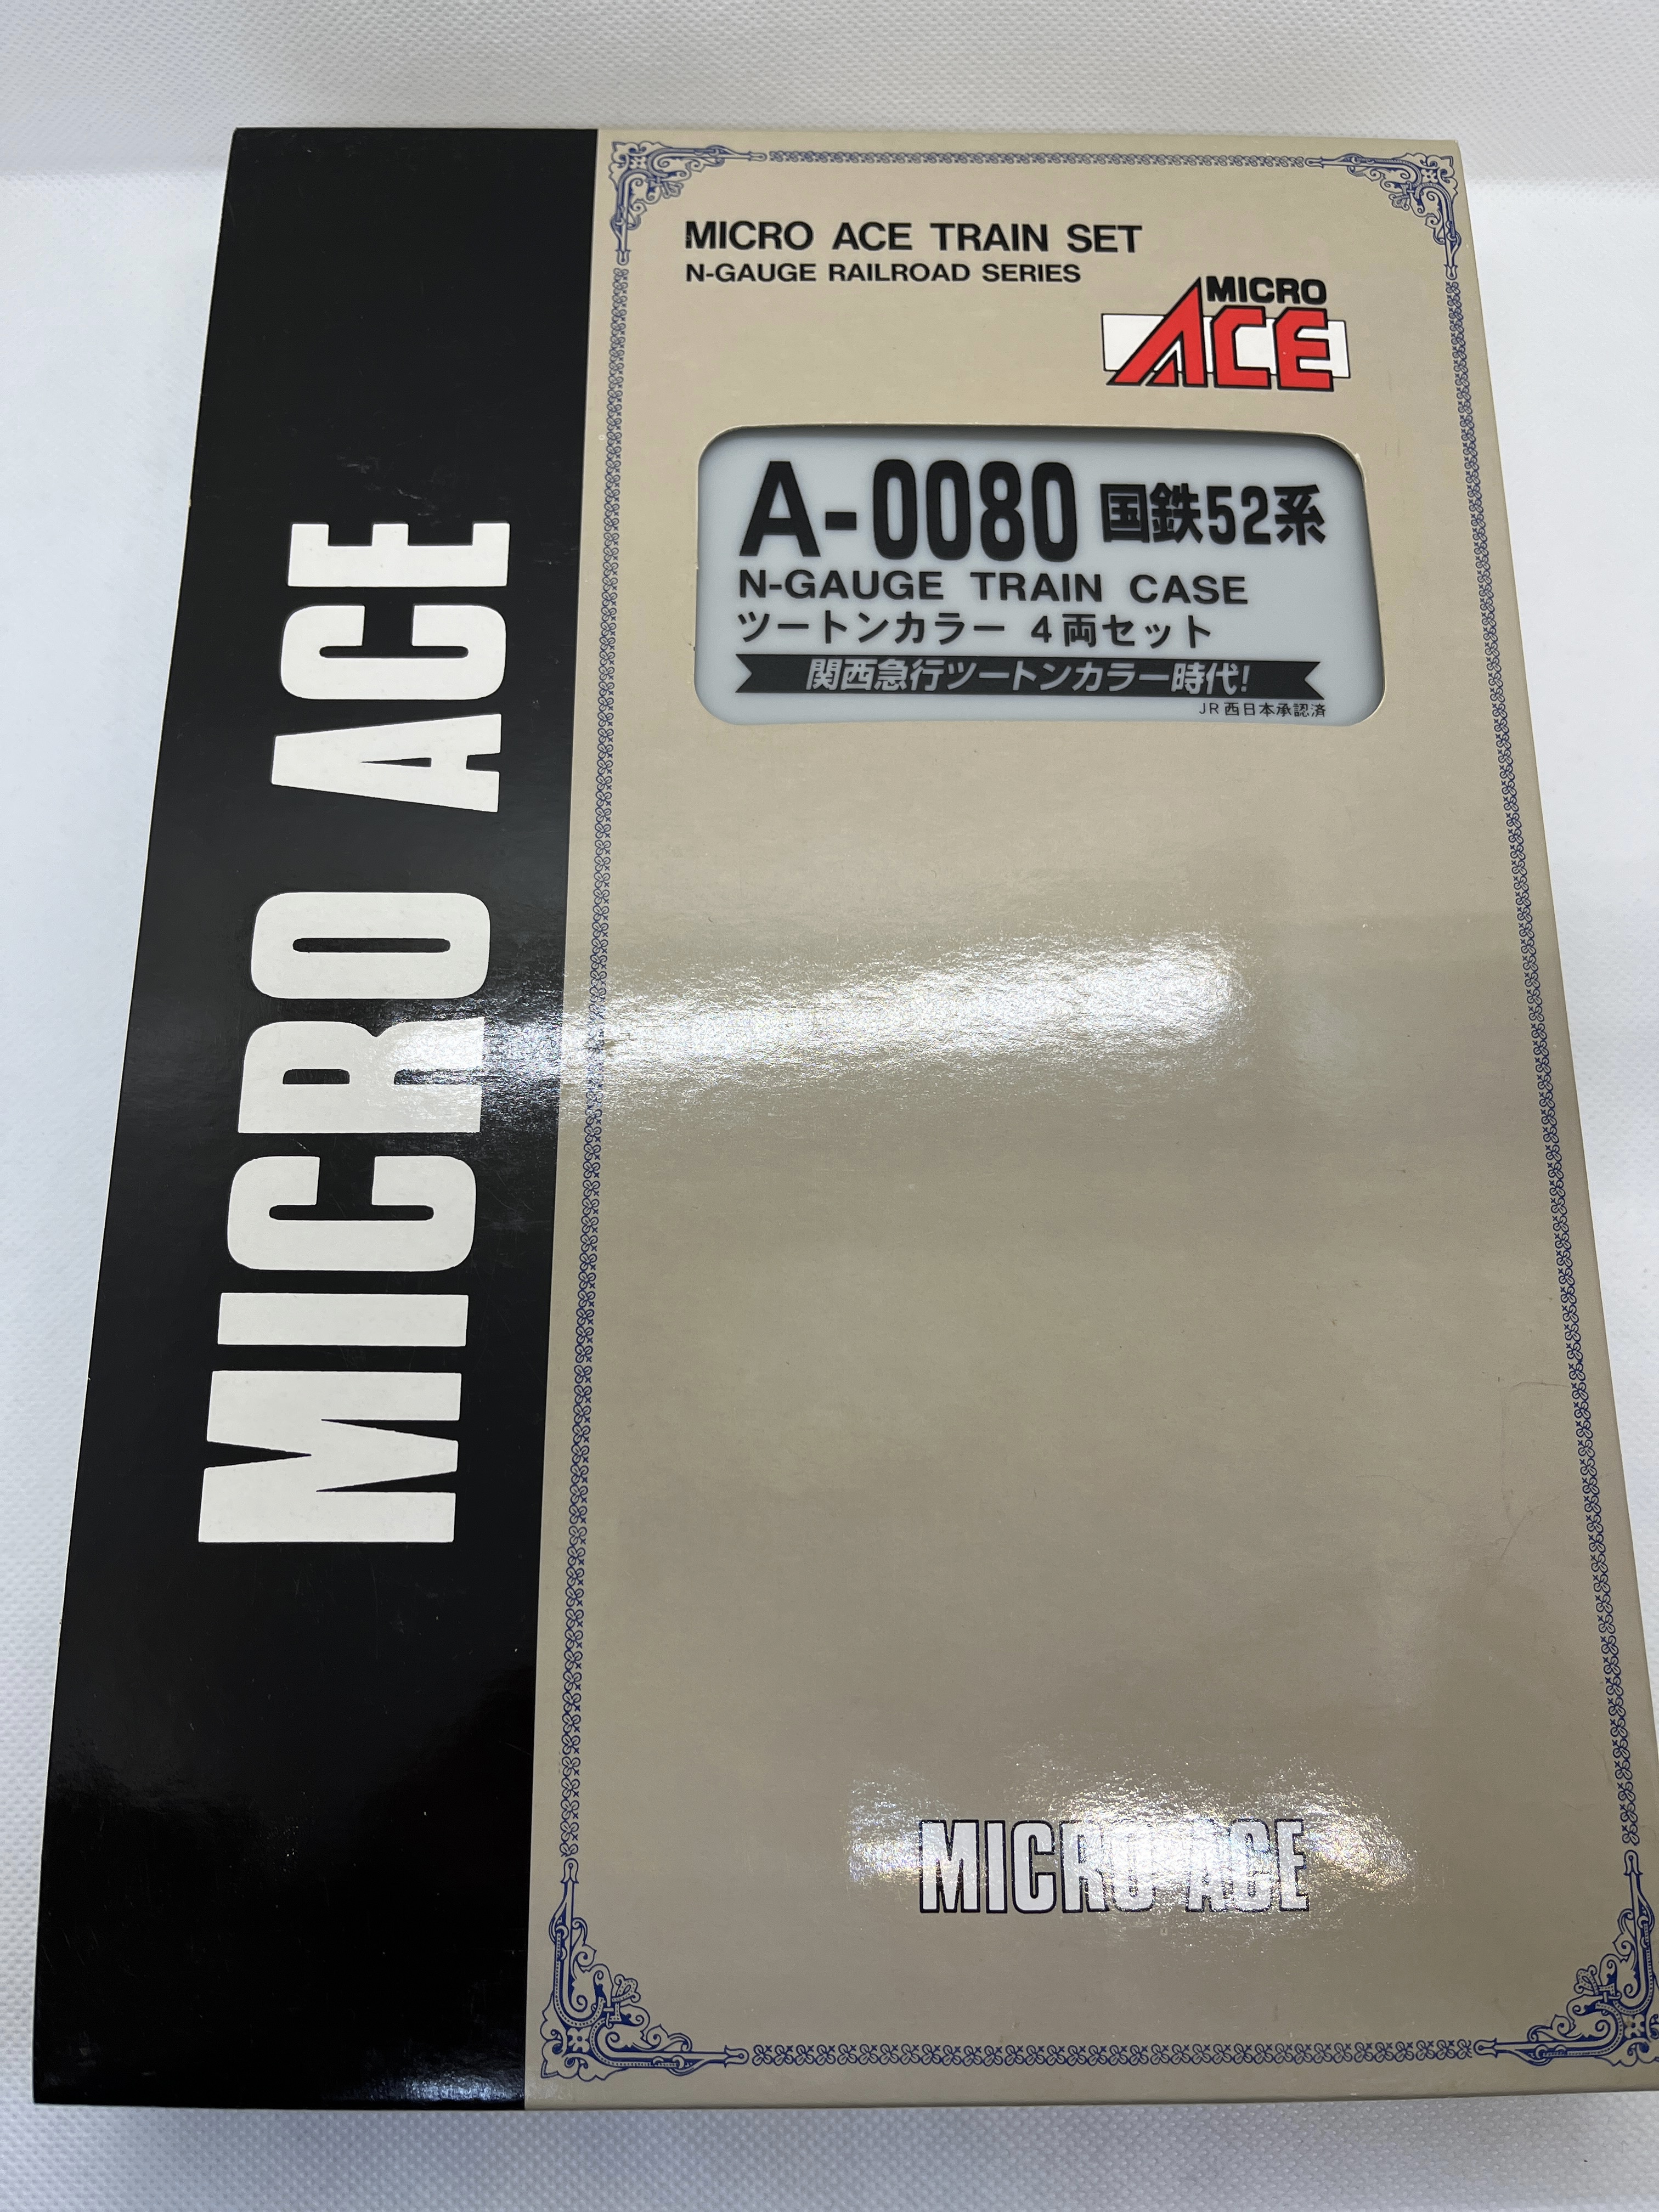 MICRO ACE
MICRO ACE TRAIN SET
N-GAUGE RAILROAD SERIES
MICRO
ACE
A-0080 国鉄52系
N-GAUGE TRAIN CASE
ツートンカラー 4両セット
関西急行ツートンカラー時代!
JR西日本承認済
MICRO ACE